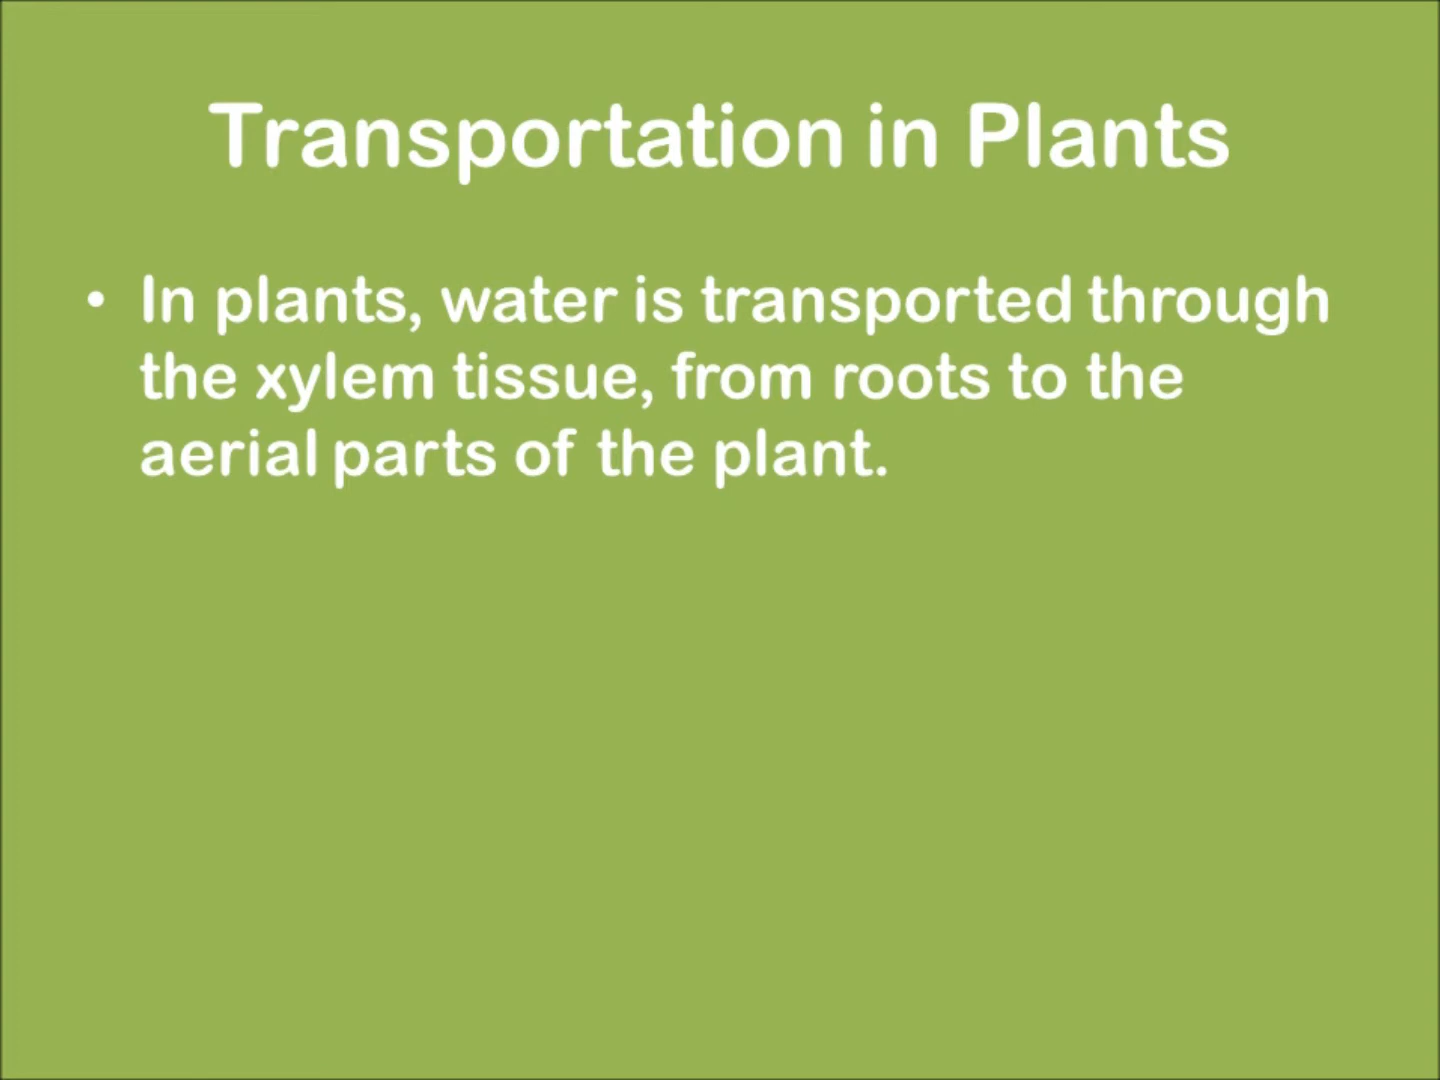 Transportation in Plants
• In plants, water is transported through
the xylem tissue, from roots to the
aerial parts of the plant.